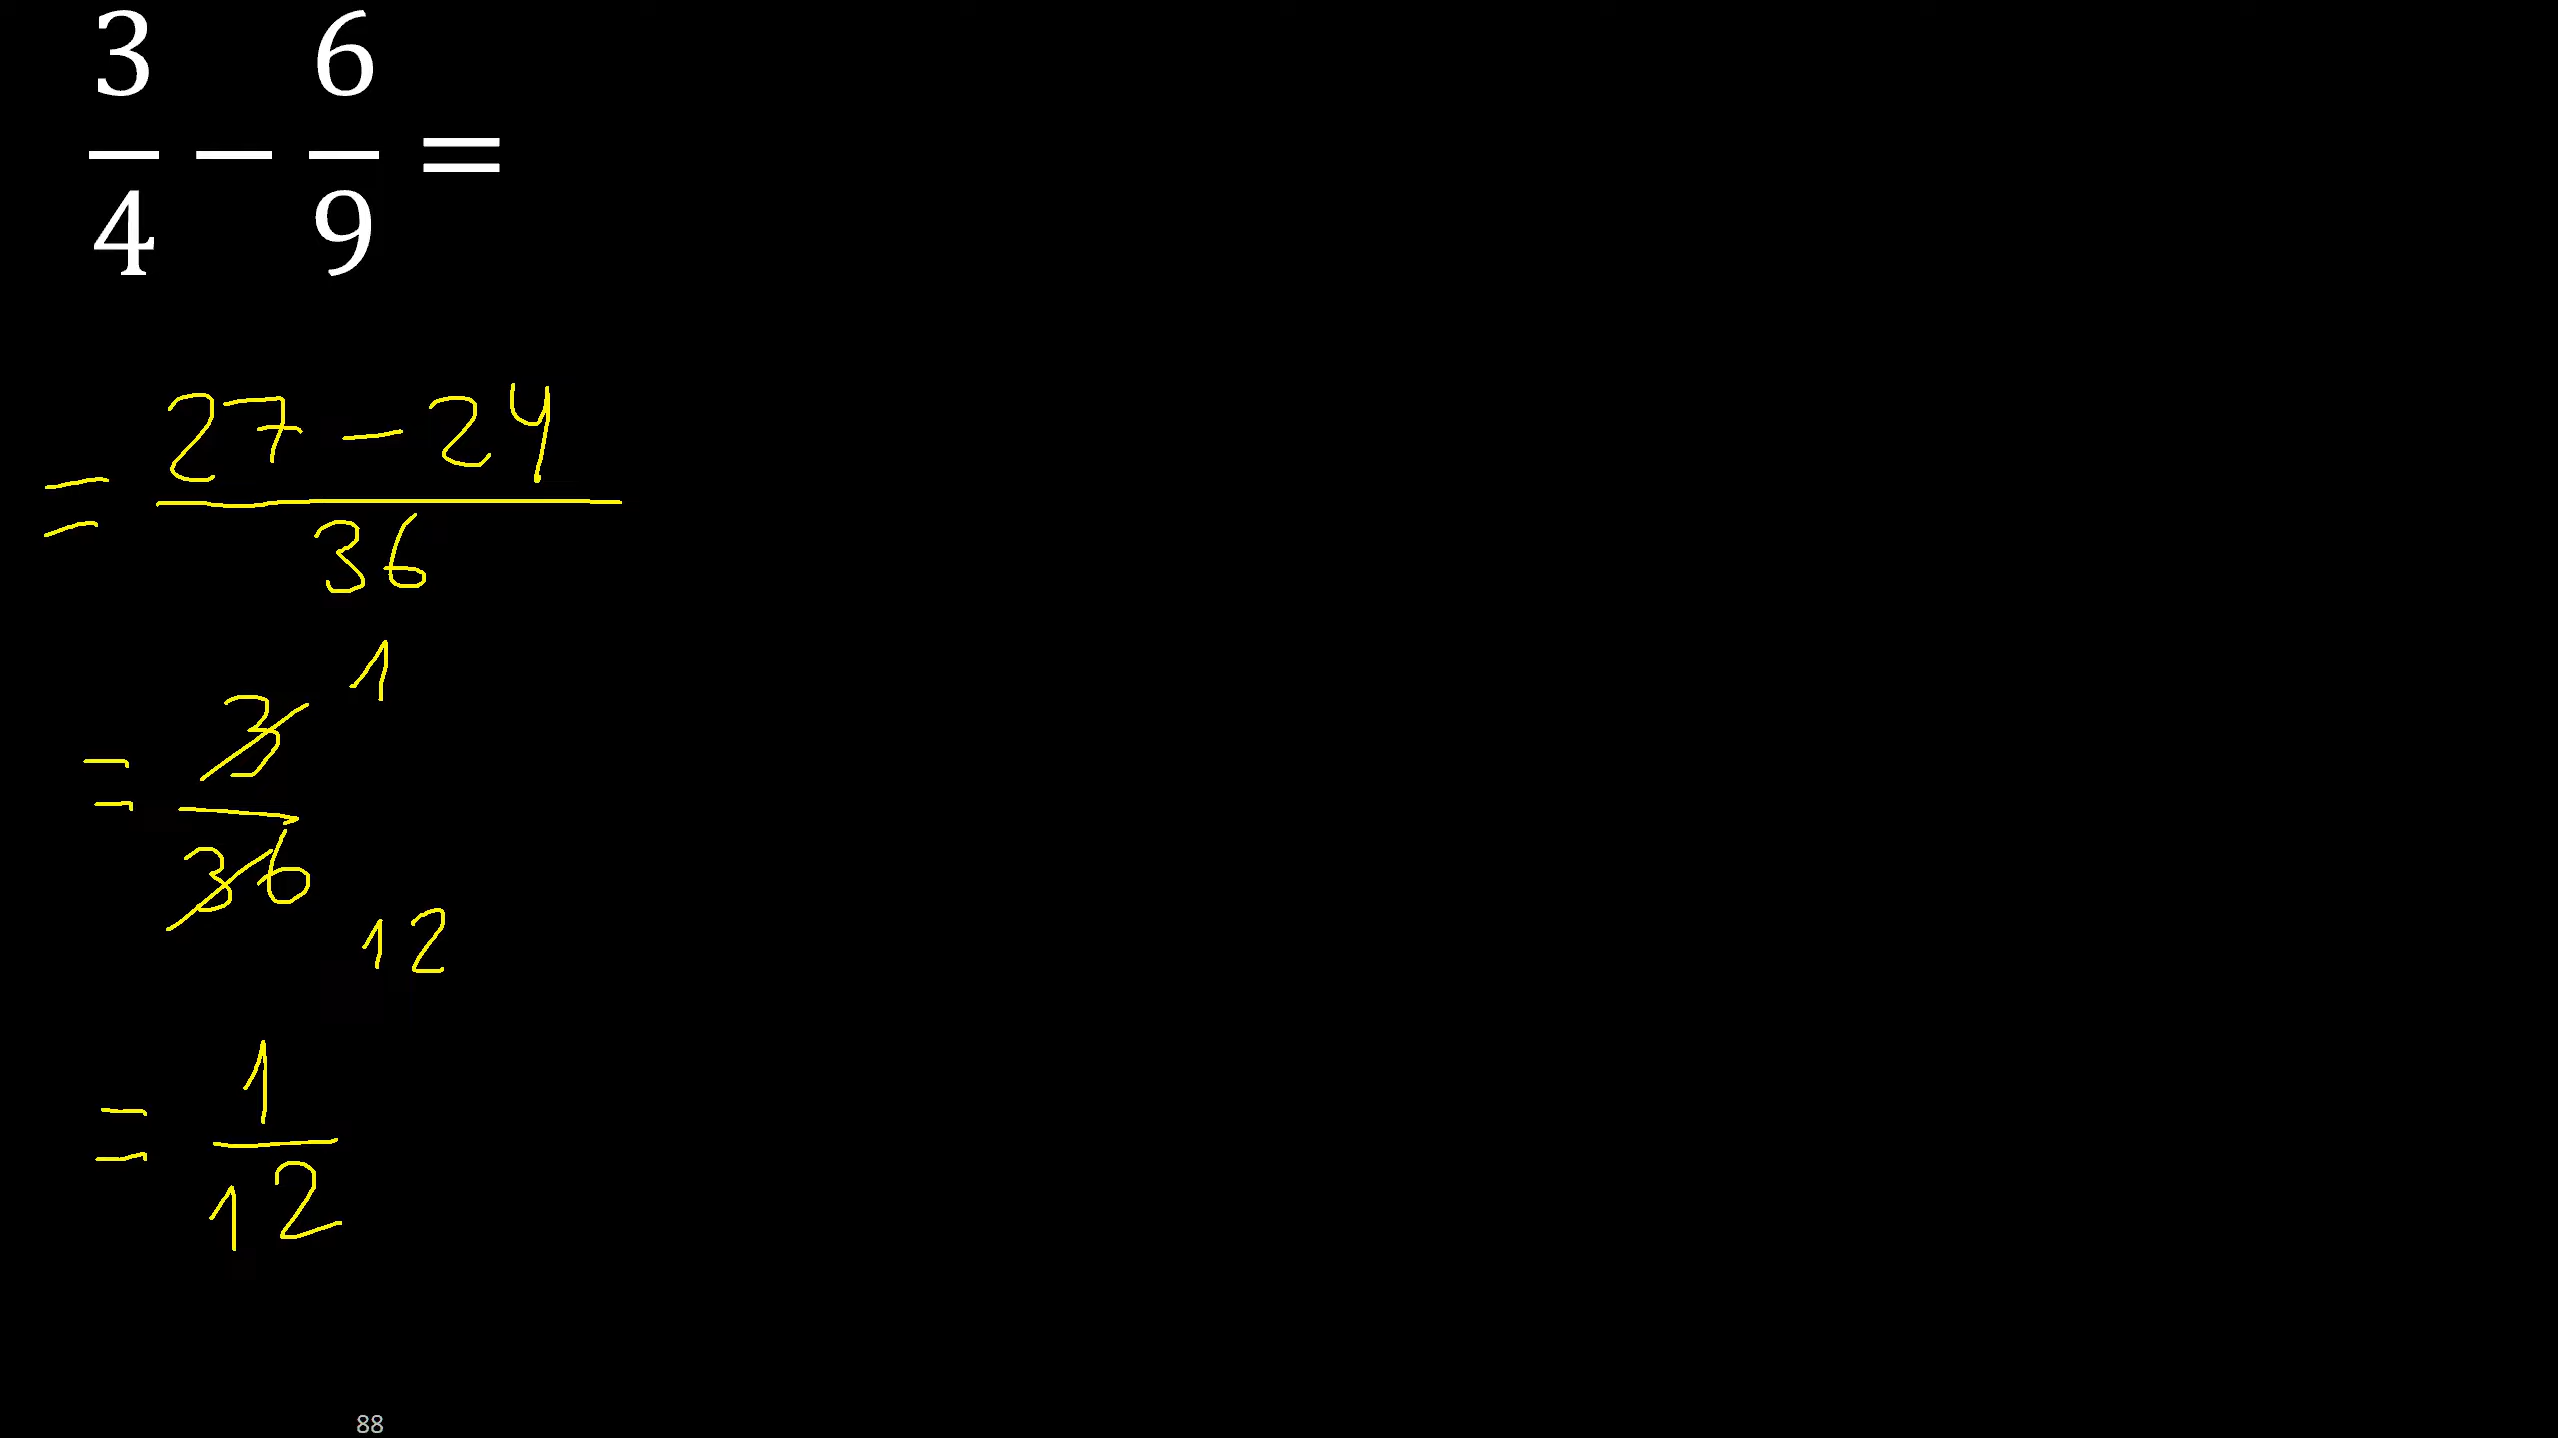 3/4 − 6/9 =
= (27 − 24)/36
= 3/36 1 12
= 1/12
88